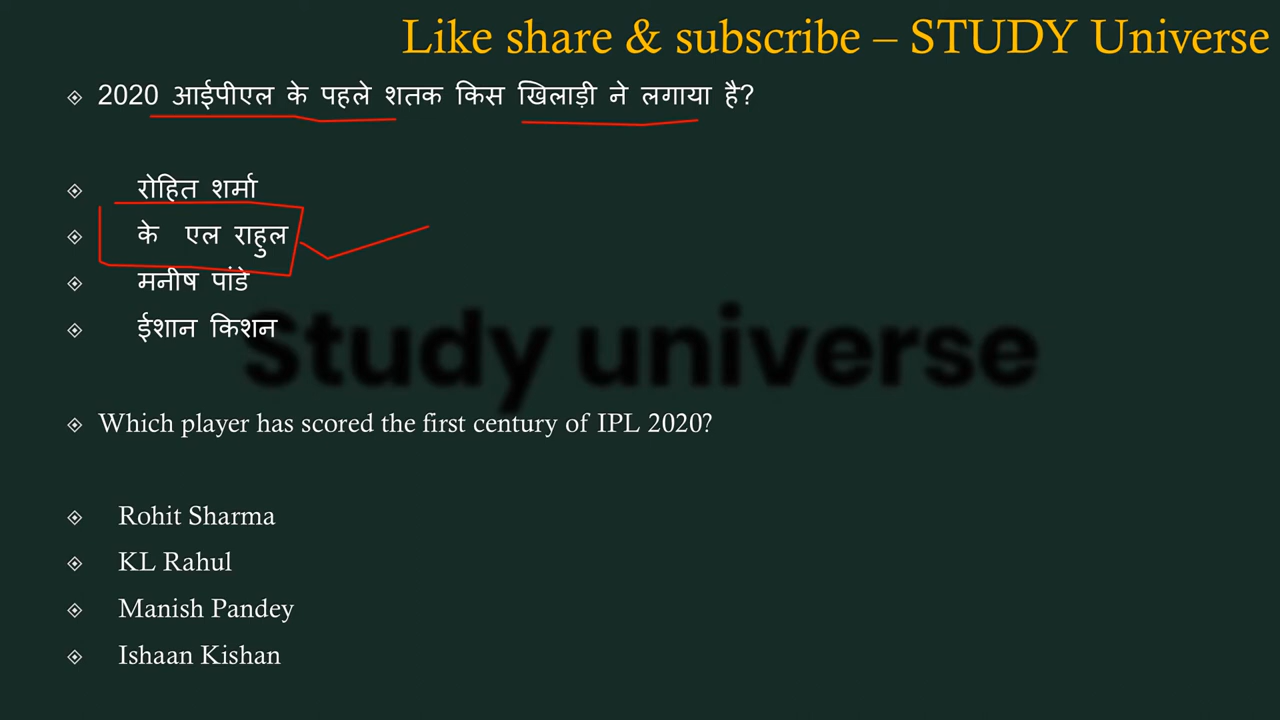 Like share & subscribe – STUDY Universe
2020 आईपीएल के पहले शतक किस खिलाड़ी ने लगाया है?
रोहित शर्मा
के एल राहुल
मनीष पांडे
ईशान किशन
Study universe
Which player has scored the first century of IPL 2020?
Rohit Sharma
KL Rahul
Manish Pandey
Ishaan Kishan